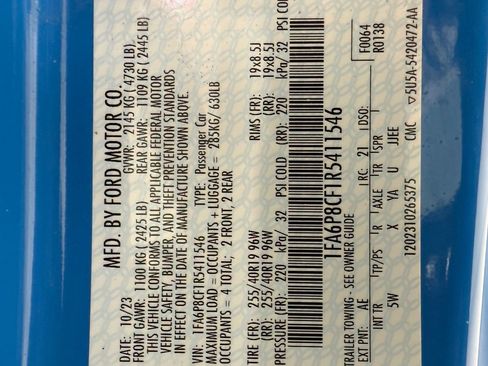 MFD. BY FORD MOTOR CO.
DATE: 10/23 GVWR: 2145 KG ( 4730 LB)
FRONT GAWR: 1100 KG ( 2425 LB) REAR GAWR: 1109 KG ( 2445 LB)
THIS VEHICLE CONFORMS TO ALL APPLICABLE FEDERAL MOTOR
VEHICLE SAFETY, BUMPER, AND THEFT PREVENTION STANDARDS
IN EFFECT ON THE DATE OF MANUFACTURE SHOWN ABOVE.
VIN: 1FA6P8CF1R5411546 TYPE: Passenger Car
MAXIMUM LOAD = OCCUPANTS + LUGGAGE = 285KG/ 630LB
OCCUPANTS = 4 TOTAL; 2 FRONT, 2 REAR
TIRE (FR): 255/40R19 96W RIMS (FR): 19x8.5J
(RR): 255/40R19 96W (RR): 19x8.5J
PRESSURE (FR): 220 kPa/ 32 PSI COLD (RR): 220 kPa/ 32 PSI COLD
1FA6P8CF1R5411546
F0064
R0138
TRAILER TOWING - SEE OWNER GUIDE
EXT PNT: AE RC: 21 DSO:
INT TR TP/PS R AXLE TR SPR
5W X YA U JJEE
1202310265375 CMC ▽5U5A-5420472-AA